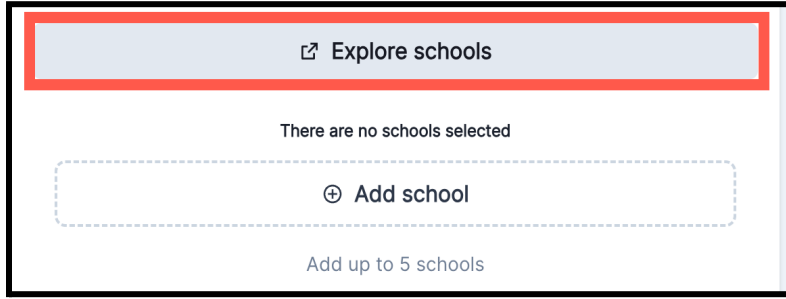 Explore schools
There are no schools selected
Add school
Add up to 5 schools